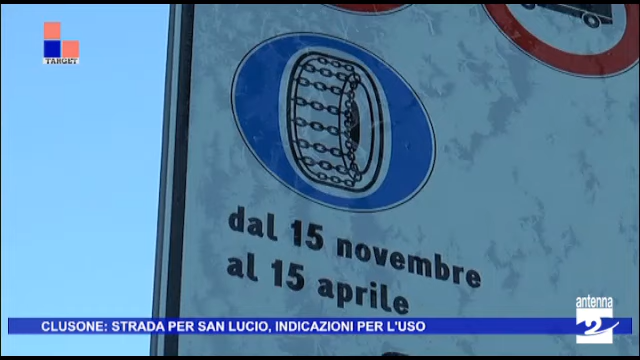 TARGET
dal 15 novembre
al 15 aprile
antenna
2
CLUSONE: STRADA PER SAN LUCIO, INDICAZIONI PER L'USO